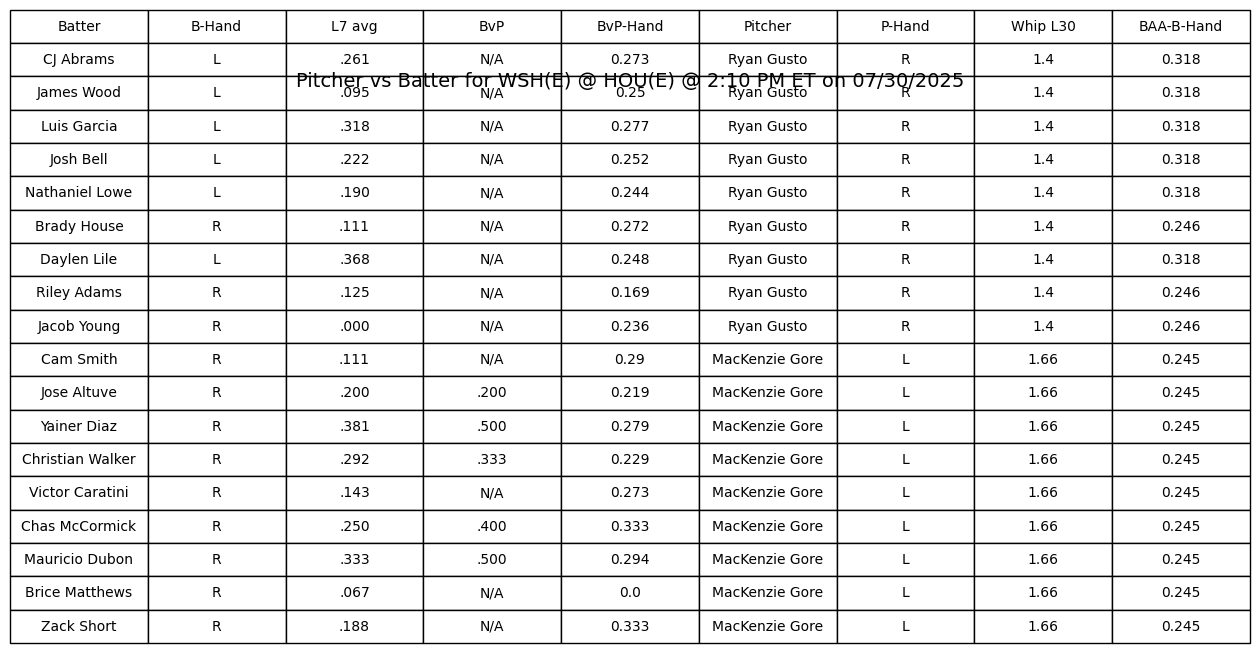 Batter B-Hand L7 avg BvP BvP-Hand Pitcher P-Hand Whip L30 BAA-B-Hand
CJ Abrams L .261 N/A 0.273 Ryan Gusto R 1.4 0.318
Pitcher vs Batter for WSH(E) @ HOU(E) @ 2:10 PM ET on 07/30/2025
James Wood L .095 N/A 0.25 Ryan Gusto R 1.4 0.318
Luis Garcia L .318 N/A 0.277 Ryan Gusto R 1.4 0.318
Josh Bell L .222 N/A 0.252 Ryan Gusto R 1.4 0.318
Nathaniel Lowe L .190 N/A 0.244 Ryan Gusto R 1.4 0.318
Brady House R .111 N/A 0.272 Ryan Gusto R 1.4 0.246
Daylen Lile L .368 N/A 0.248 Ryan Gusto R 1.4 0.318
Riley Adams R .125 N/A 0.169 Ryan Gusto R 1.4 0.246
Jacob Young R .000 N/A 0.236 Ryan Gusto R 1.4 0.246
Cam Smith R .111 N/A 0.29 MacKenzie Gore L 1.66 0.245
Jose Altuve R .200 .200 0.219 MacKenzie Gore L 1.66 0.245
Yainer Diaz R .381 .500 0.279 MacKenzie Gore L 1.66 0.245
Christian Walker R .292 .333 0.229 MacKenzie Gore L 1.66 0.245
Victor Caratini R .143 N/A 0.273 MacKenzie Gore L 1.66 0.245
Chas McCormick R .250 .400 0.333 MacKenzie Gore L 1.66 0.245
Mauricio Dubon R .333 .500 0.294 MacKenzie Gore L 1.66 0.245
Brice Matthews R .067 N/A 0.0 MacKenzie Gore L 1.66 0.245
Zack Short R .188 N/A 0.333 MacKenzie Gore L 1.66 0.245